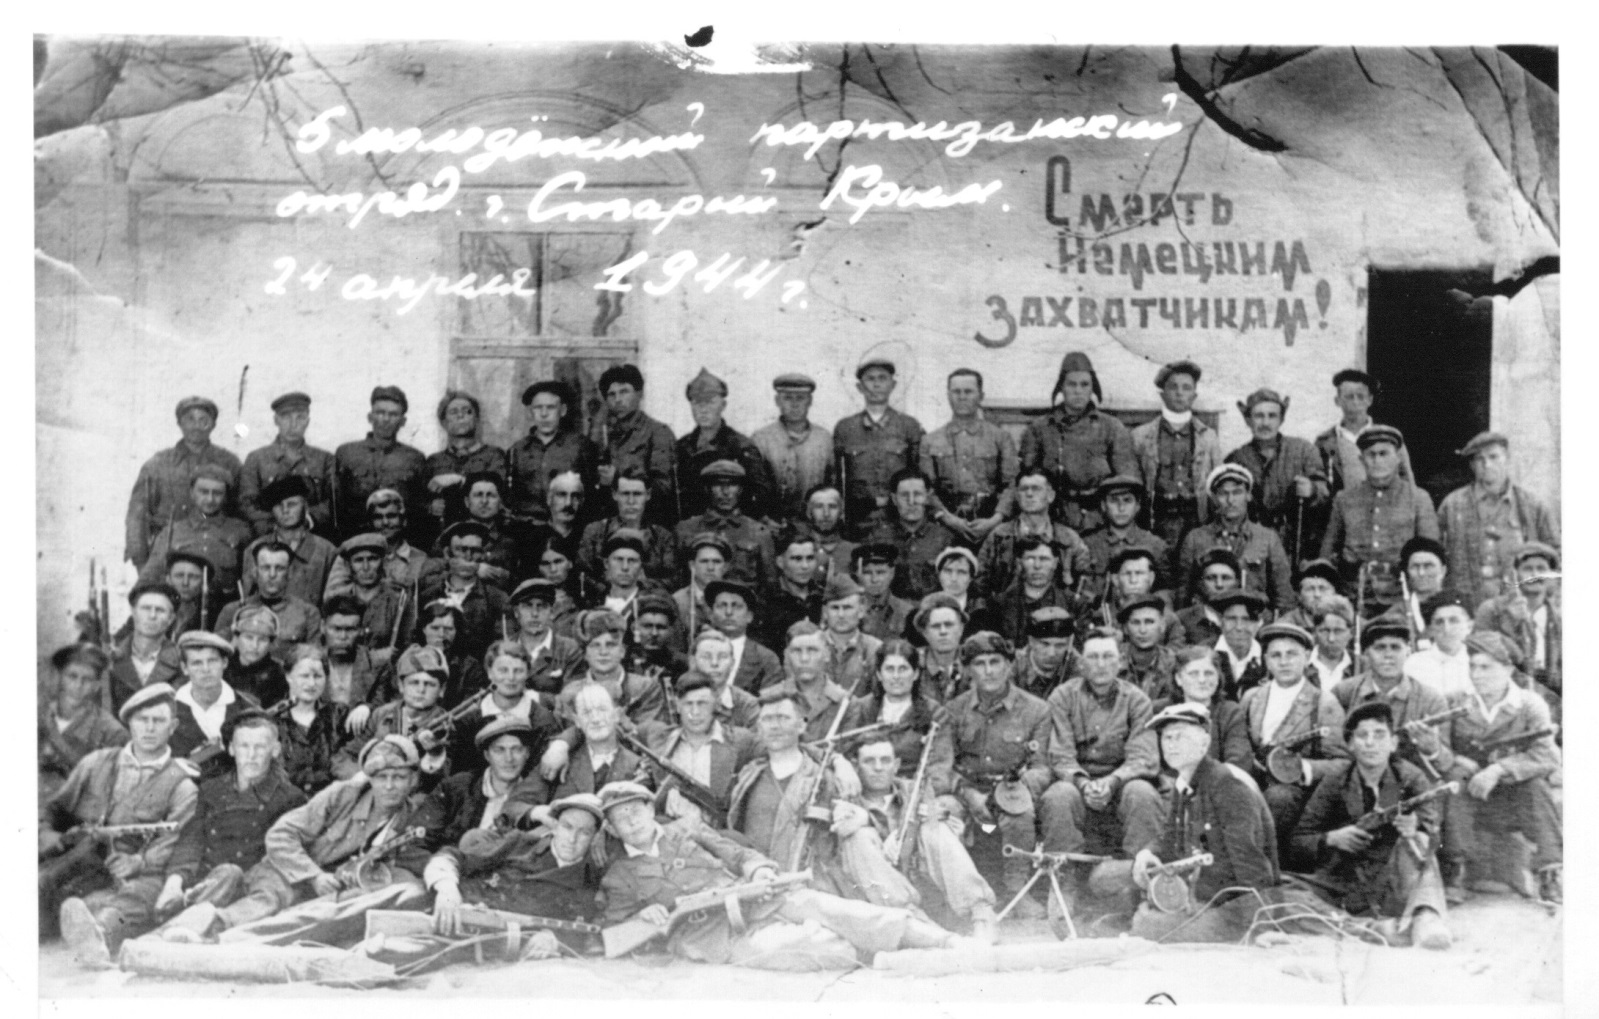 5 молодёжный партизанский
отряд. г. Старый Крым.
24 апреля 1944 г.
Смерть
немецким
захватчикам!